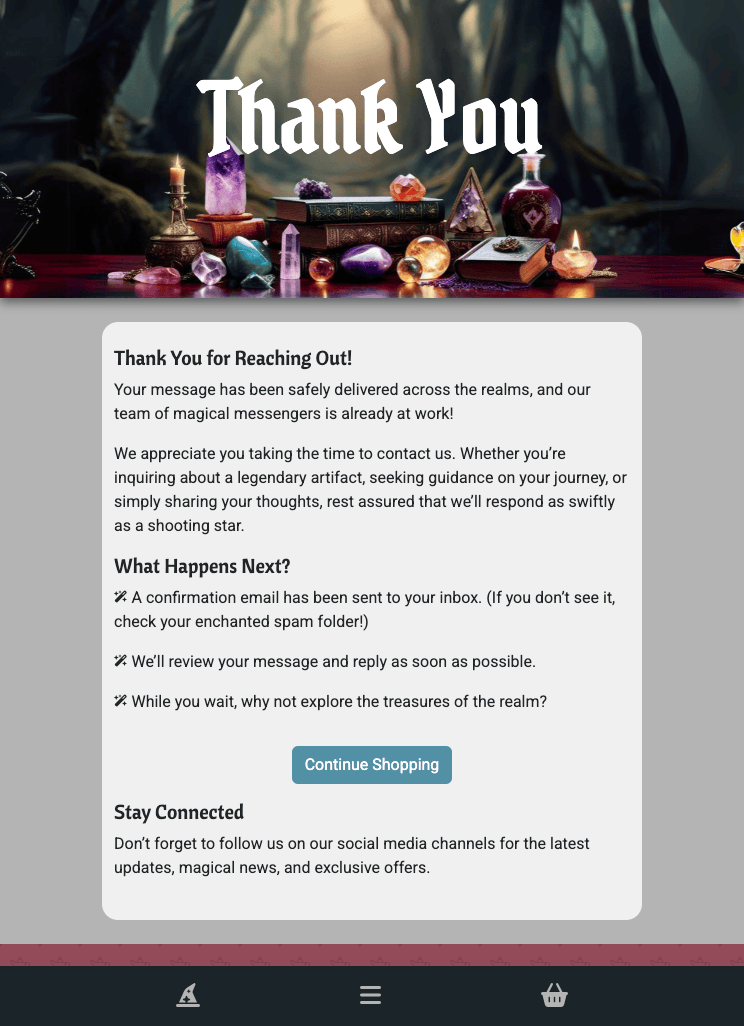 Thank You
Thank You for Reaching Out!
Your message has been safely delivered across the realms, and our
team of magical messengers is already at work!
We appreciate you taking the time to contact us. Whether you’re
inquiring about a legendary artifact, seeking guidance on your journey, or
simply sharing your thoughts, rest assured that we’ll respond as swiftly
as a shooting star.
What Happens Next?
A confirmation email has been sent to your inbox. (If you don’t see it,
check your enchanted spam folder!)
We’ll review your message and reply as soon as possible.
While you wait, why not explore the treasures of the realm?
Continue Shopping
Stay Connected
Don’t forget to follow us on our social media channels for the latest
updates, magical news, and exclusive offers.